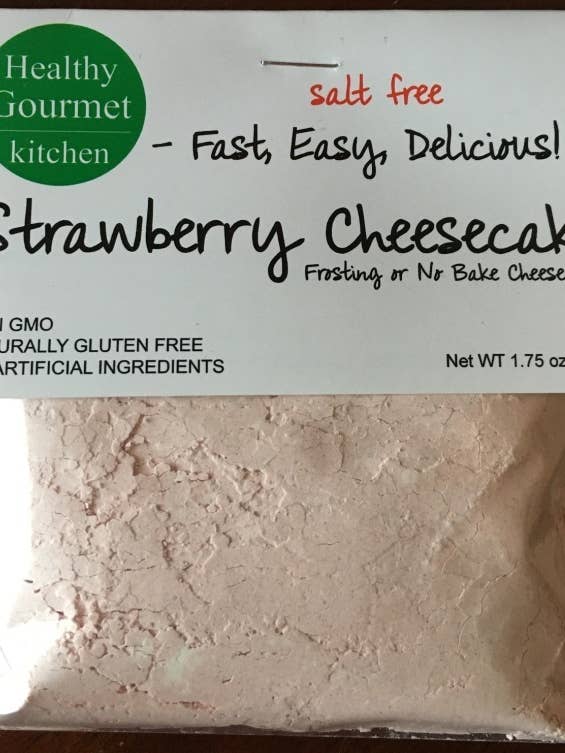 Healthy
Gourmet
kitchen
salt free
- Fast, Easy, Delicious!
Strawberry Cheesecak
Frosting or No Bake Cheese
N GMO
URALLY GLUTEN FREE
ARTIFICIAL INGREDIENTS
Net WT 1.75 oz